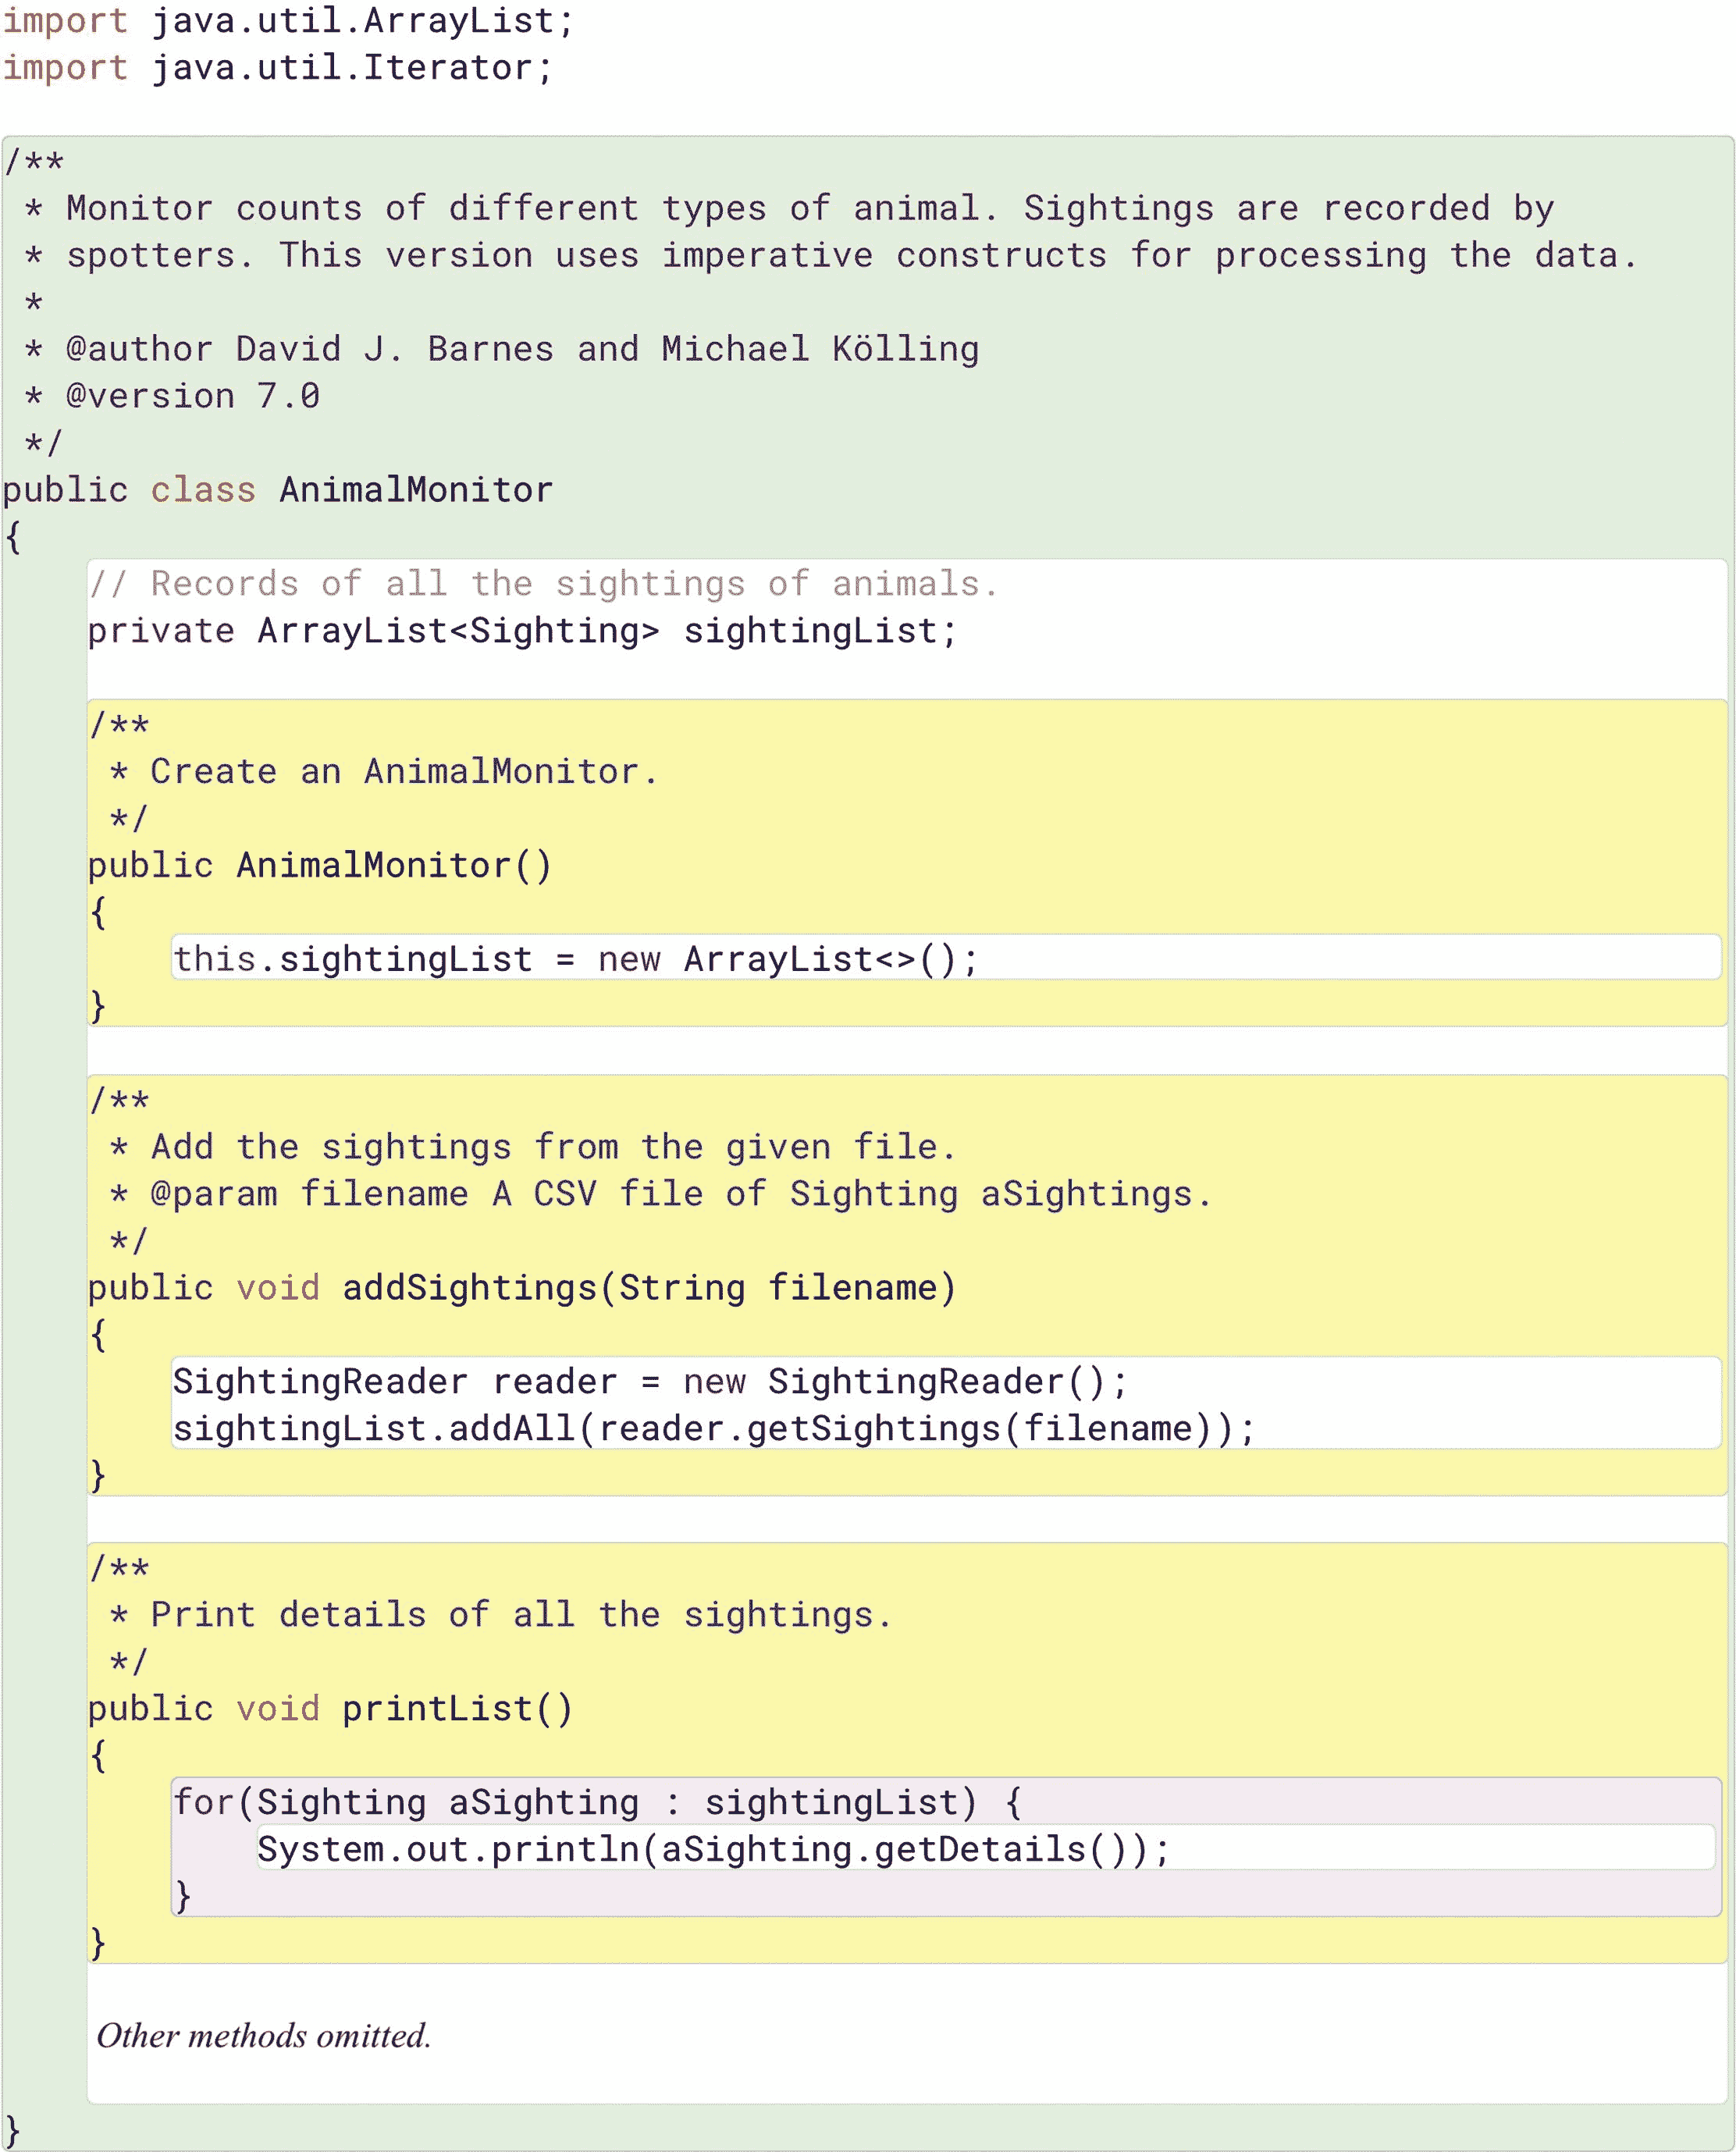 import java.util.ArrayList;
import java.util.Iterator;
/**
 * Monitor counts of different types of animal. Sightings are recorded by
 * spotters. This version uses imperative constructs for processing the data.
 *
 * @author David J. Barnes and Michael Kölling
 * @version 7.0
 */
public class AnimalMonitor
{
    // Records of all the sightings of animals.
    private ArrayList<Sighting> sightingList;
    /**
     * Create an AnimalMonitor.
     */
    public AnimalMonitor()
    {
        this.sightingList = new ArrayList<>();
    }
    /**
     * Add the sightings from the given file.
     * @param filename A CSV file of Sighting aSightings.
     */
    public void addSightings(String filename)
    {
        SightingReader reader = new SightingReader();
        sightingList.addAll(reader.getSightings(filename));
    }
    /**
     * Print details of all the sightings.
     */
    public void printList()
    {
        for(Sighting aSighting : sightingList) {
            System.out.println(aSighting.getDetails());
        }
    }
    Other methods omitted.
}